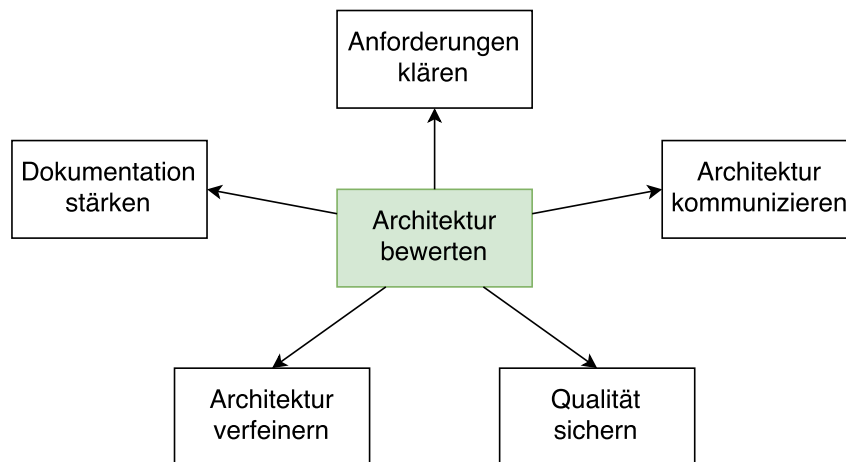 Anforderungen
klären
Dokumentation
stärken
Architektur
kommunizieren
Architektur
bewerten
Architektur
verfeinern
Qualität
sichern